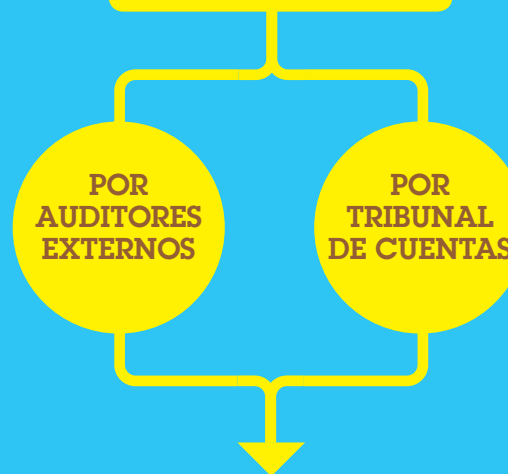 POR
AUDITORES
EXTERNOS
POR
TRIBUNAL
DE CUENTAS